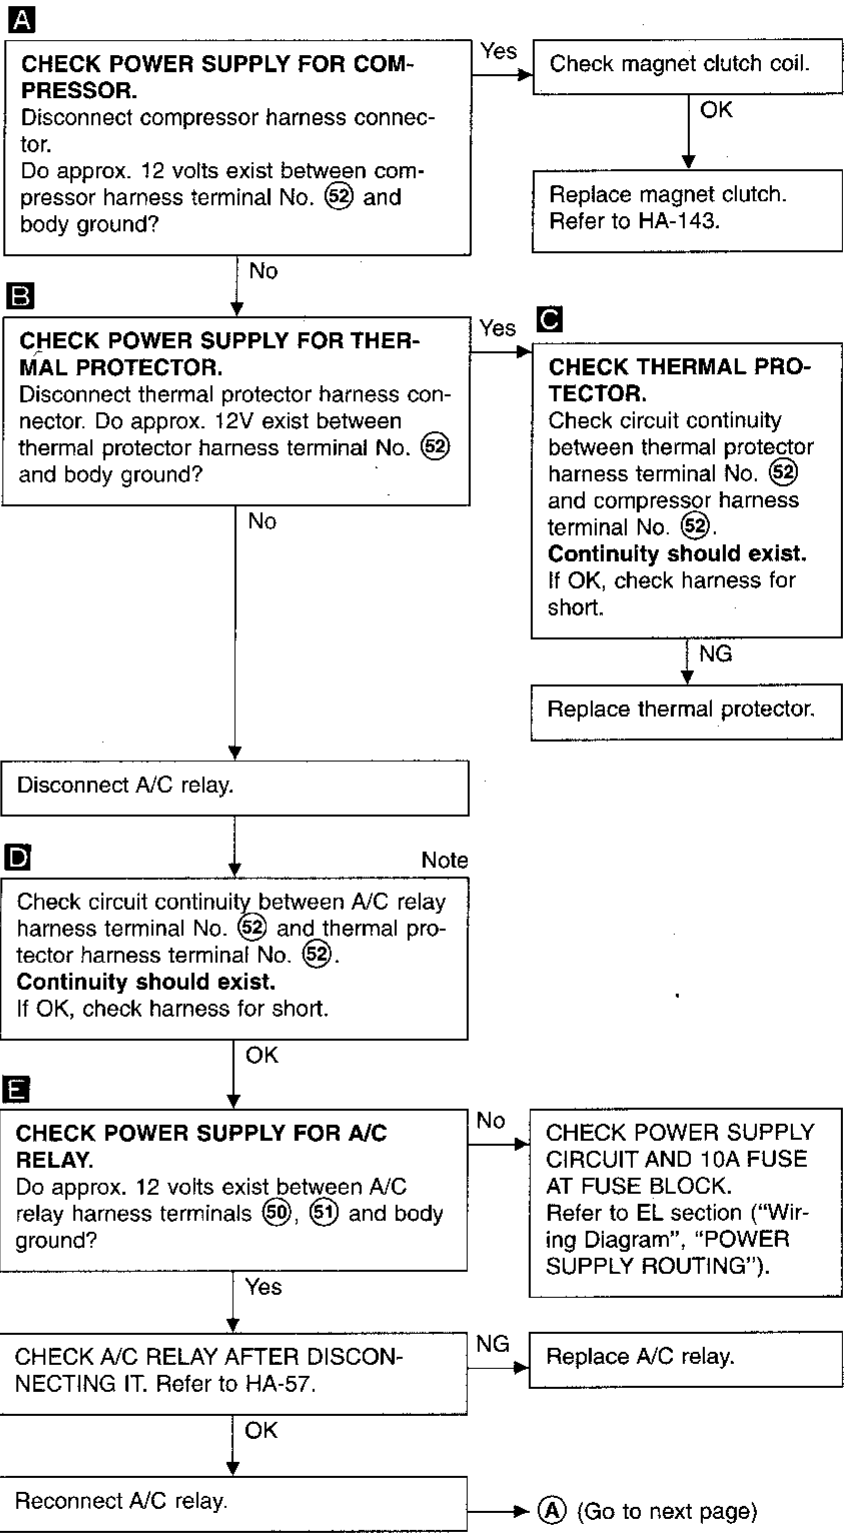 A
CHECK POWER SUPPLY FOR COM-
PRESSOR.
Disconnect compressor harness connec-
tor.
Do approx. 12 volts exist between com-
pressor harness terminal No. 52 and
body ground?
Yes
Check magnet clutch coil.
OK
Replace magnet clutch.
Refer to HA-143.
No
B
CHECK POWER SUPPLY FOR THER-
MAL PROTECTOR.
Disconnect thermal protector harness con-
nector. Do approx. 12V exist between
thermal protector harness terminal No. 52
and body ground?
Yes
C
CHECK THERMAL PRO-
TECTOR.
Check circuit continuity
between thermal protector
harness terminal No. 52
and compressor harness
terminal No. 52.
Continuity should exist.
If OK, check harness for
short.
NG
Replace thermal protector.
No
Disconnect A/C relay.
D
Note
Check circuit continuity between A/C relay
harness terminal No. 52 and thermal pro-
tector harness terminal No. 52.
Continuity should exist.
If OK, check harness for short.
OK
E
CHECK POWER SUPPLY FOR A/C
RELAY.
Do approx. 12 volts exist between A/C
relay harness terminals 50, 51 and body
ground?
No
CHECK POWER SUPPLY
CIRCUIT AND 10A FUSE
AT FUSE BLOCK.
Refer to EL section (“Wir-
ing Diagram”, “POWER
SUPPLY ROUTING”).
Yes
CHECK A/C RELAY AFTER DISCON-
NECTING IT. Refer to HA-57.
NG
Replace A/C relay.
OK
Reconnect A/C relay.
A (Go to next page)